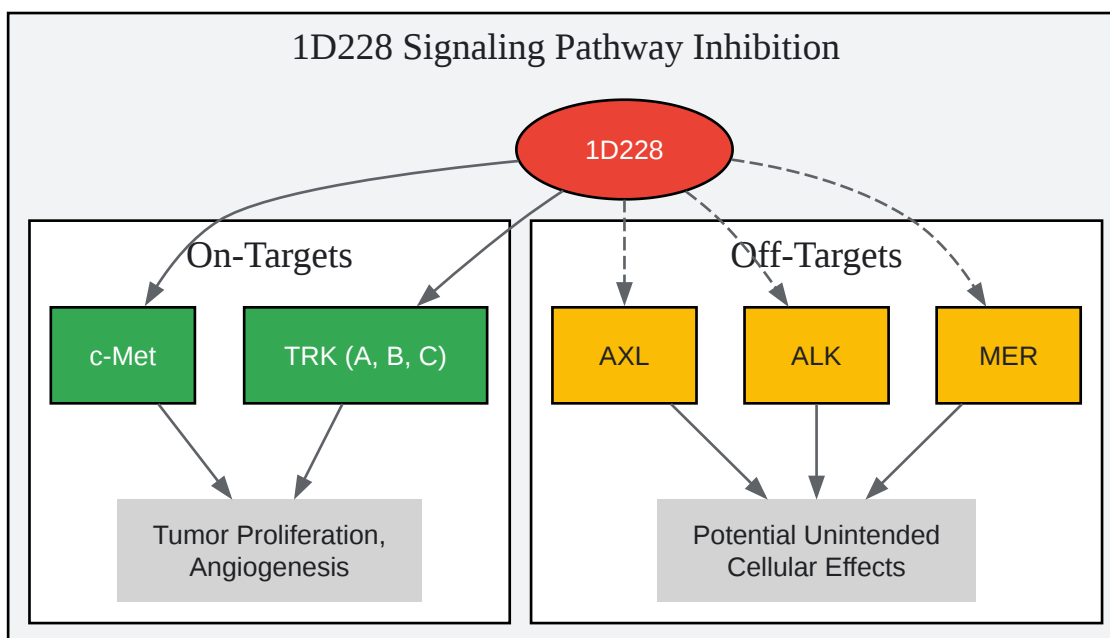 1D228 Signaling Pathway Inhibition
1D228
On-Targets
Off-Targets
c-Met
TRK (A, B, C)
AXL
ALK
MER
Tumor Proliferation,
Angiogenesis
Potential Unintended
Cellular Effects